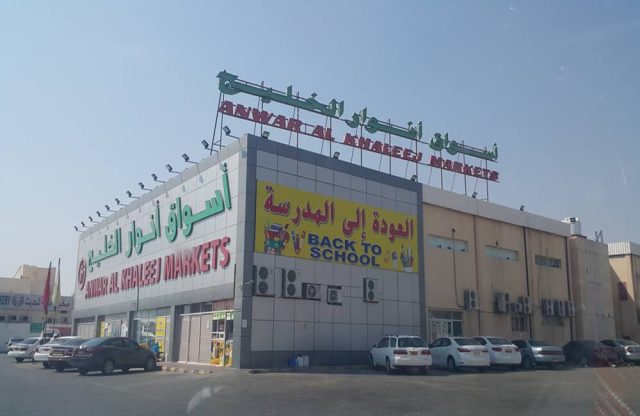 أسواق أنوار الخليج
ANWAR AL KHALEEJ MARKETS
أسواق أنوار الخليج
ANWAR AL KHALEEJ MARKETS
العودة إلى المدرسة
BACK TO
SCHOOL